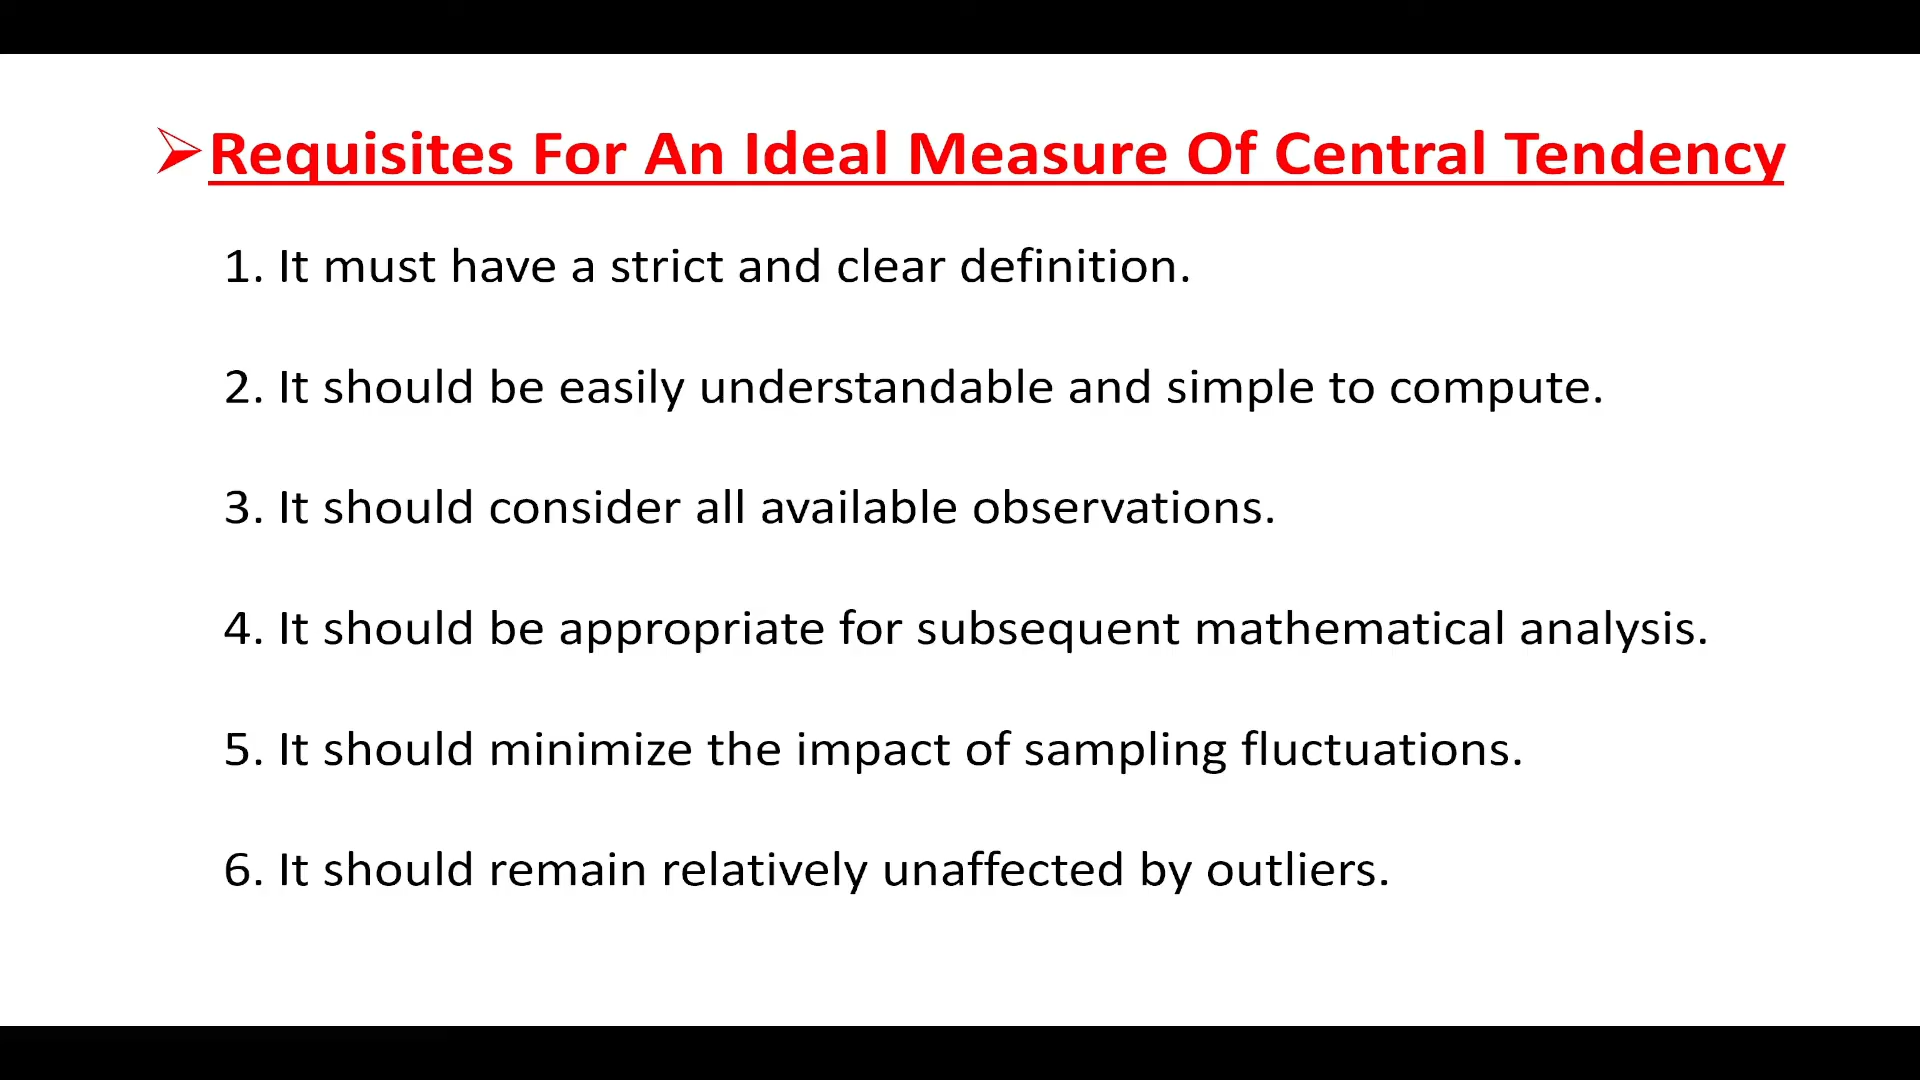 ➢Requisites For An Ideal Measure Of Central Tendency
1. It must have a strict and clear definition.
2. It should be easily understandable and simple to compute.
3. It should consider all available observations.
4. It should be appropriate for subsequent mathematical analysis.
5. It should minimize the impact of sampling fluctuations.
6. It should remain relatively unaffected by outliers.